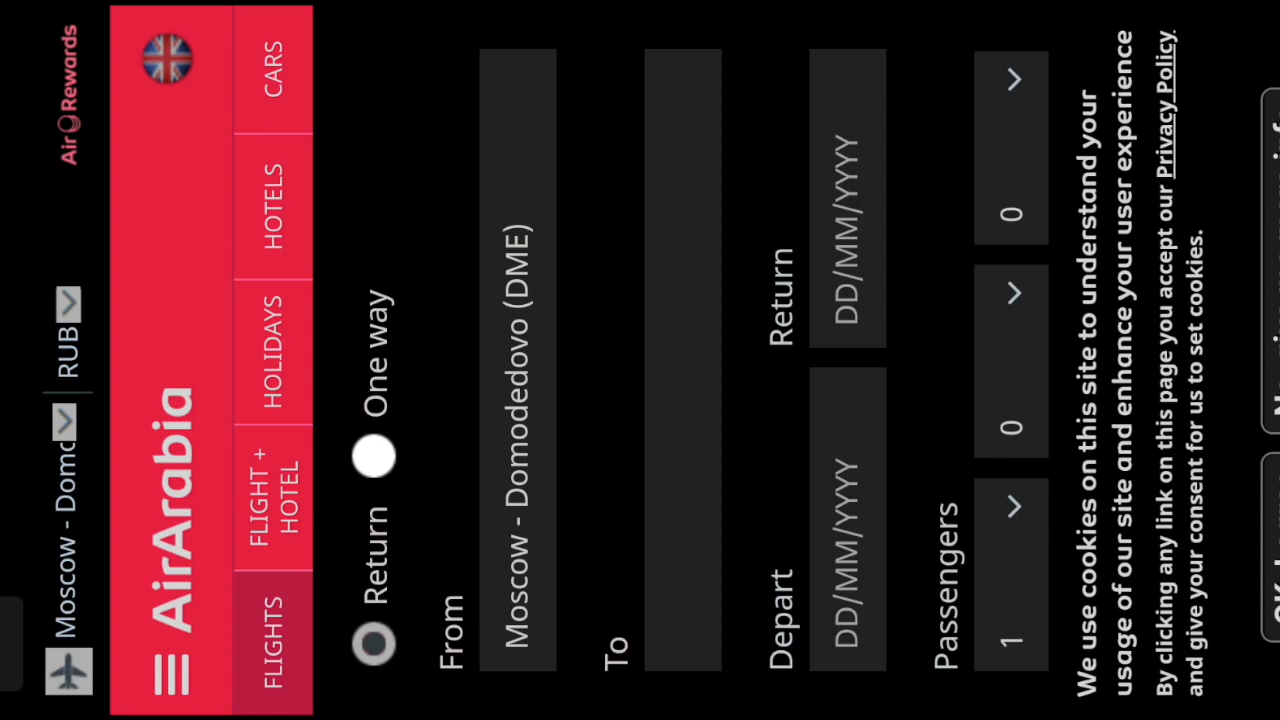 Moscow - Domc
RUB
Air Rewards
AirArabia
FLIGHTS
FLIGHT +
HOTEL
HOLIDAYS
HOTELS
CARS
Return
One way
From
Moscow - Domodedovo (DME)
To
Depart
Return
DD/MM/YYYY
DD/MM/YYYY
Passengers
1
0
0
We use cookies on this site to understand your
usage of our site and enhance your user experience
By clicking any link on this page you accept our Privacy Policy.
and give your consent for us to set cookies.